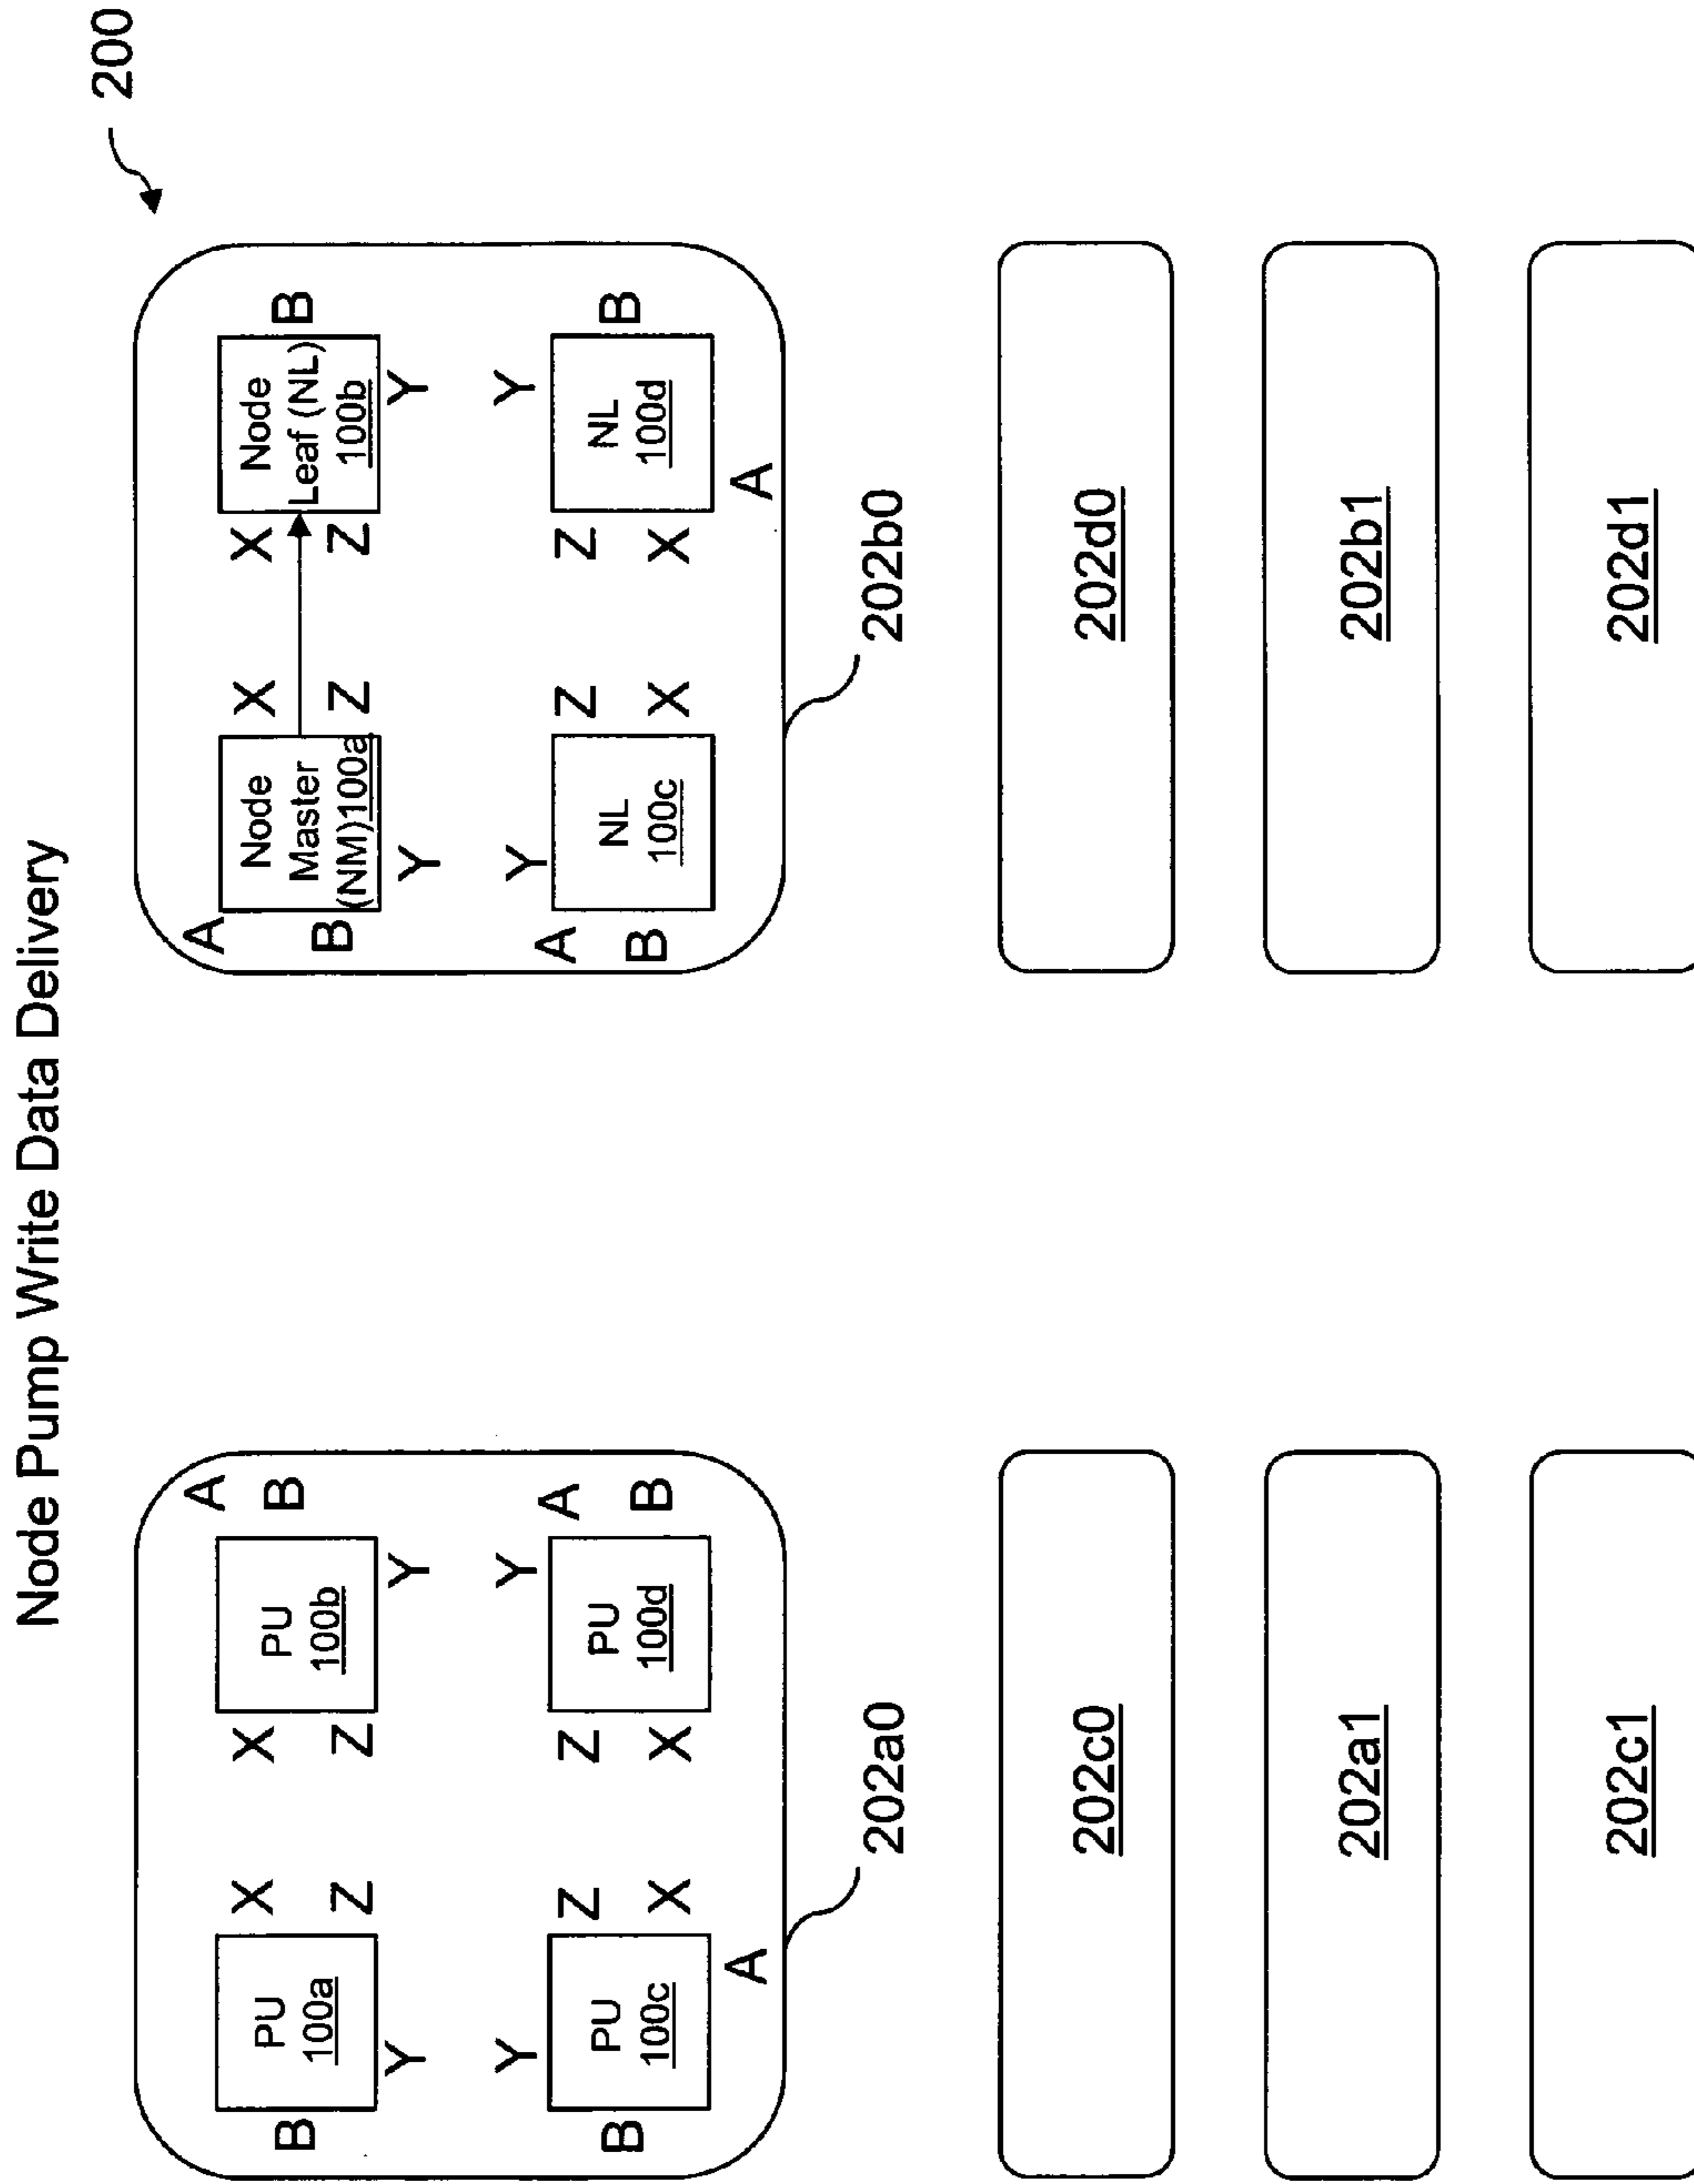 Node Pump Write Data Delivery
200
A
B
PU
100a
X
Z
Y
X
Z
PU
100b
B
Y
Y
B
PU
100c
Z
X
A
Z
X
PU
100d
Y
A
B
202a0
A
B
Node
Master
(NM)100a
X
Z
Y
X
Z
Node
Leaf (NL)
100b
B
Y
Y
A
B
NL
100c
Z
X
Z
X
NL
100d
Y
B
A
202b0
202c0
202d0
202a1
202b1
202c1
202d1